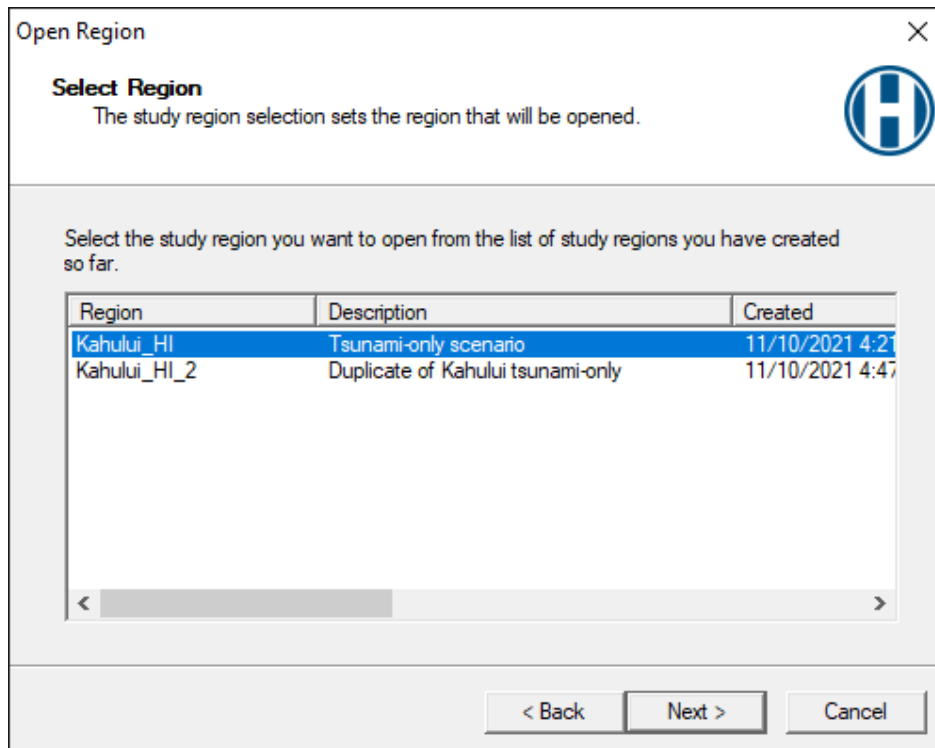 Open Region
Select Region
The study region selection sets the region that will be opened.
Select the study region you want to open from the list of study regions you have created
so far.
Region Description Created
Kahului_HI Tsunami-only scenario 11/10/2021 4:21
Kahului_HI_2 Duplicate of Kahului tsunami-only 11/10/2021 4:47
< Back Next > Cancel